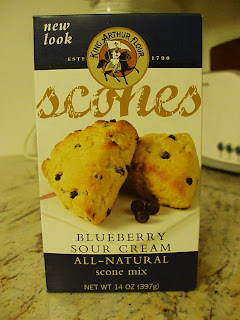 new
look
KING ARTHUR FLOUR
ESTD 1790
scones
BLUEBERRY
SOUR CREAM
ALL-NATURAL
scone mix
NET WT 14 OZ (397g)